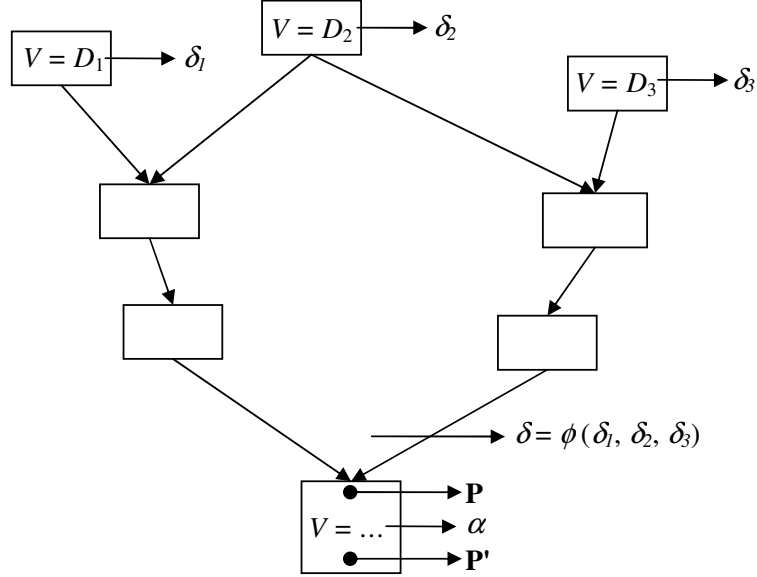 V = D₁ δ₁
V = D₂ δ₂
V = D₃ δ₃
δ = ϕ (δ₁, δ₂, δ₃)
P
V = ... α
P'